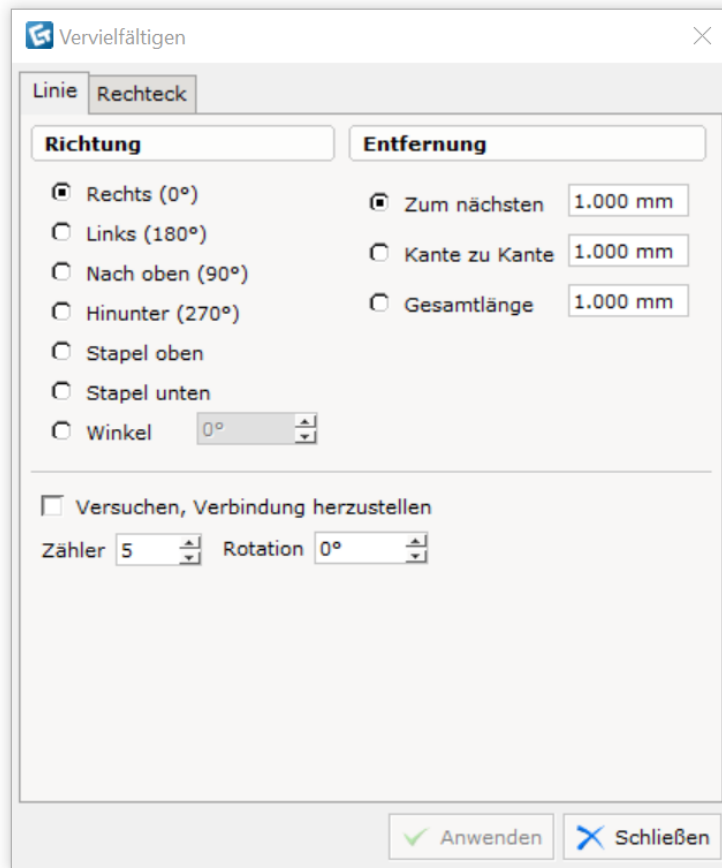 Vervielfältigen
Linie Rechteck
Richtung
Rechts (0°)
Links (180°)
Nach oben (90°)
Hinunter (270°)
Stapel oben
Stapel unten
Winkel 0°
Entfernung
Zum nächsten 1.000 mm
Kante zu Kante 1.000 mm
Gesamtlänge 1.000 mm
Versuchen, Verbindung herzustellen
Zähler 5 Rotation 0°
Anwenden Schließen